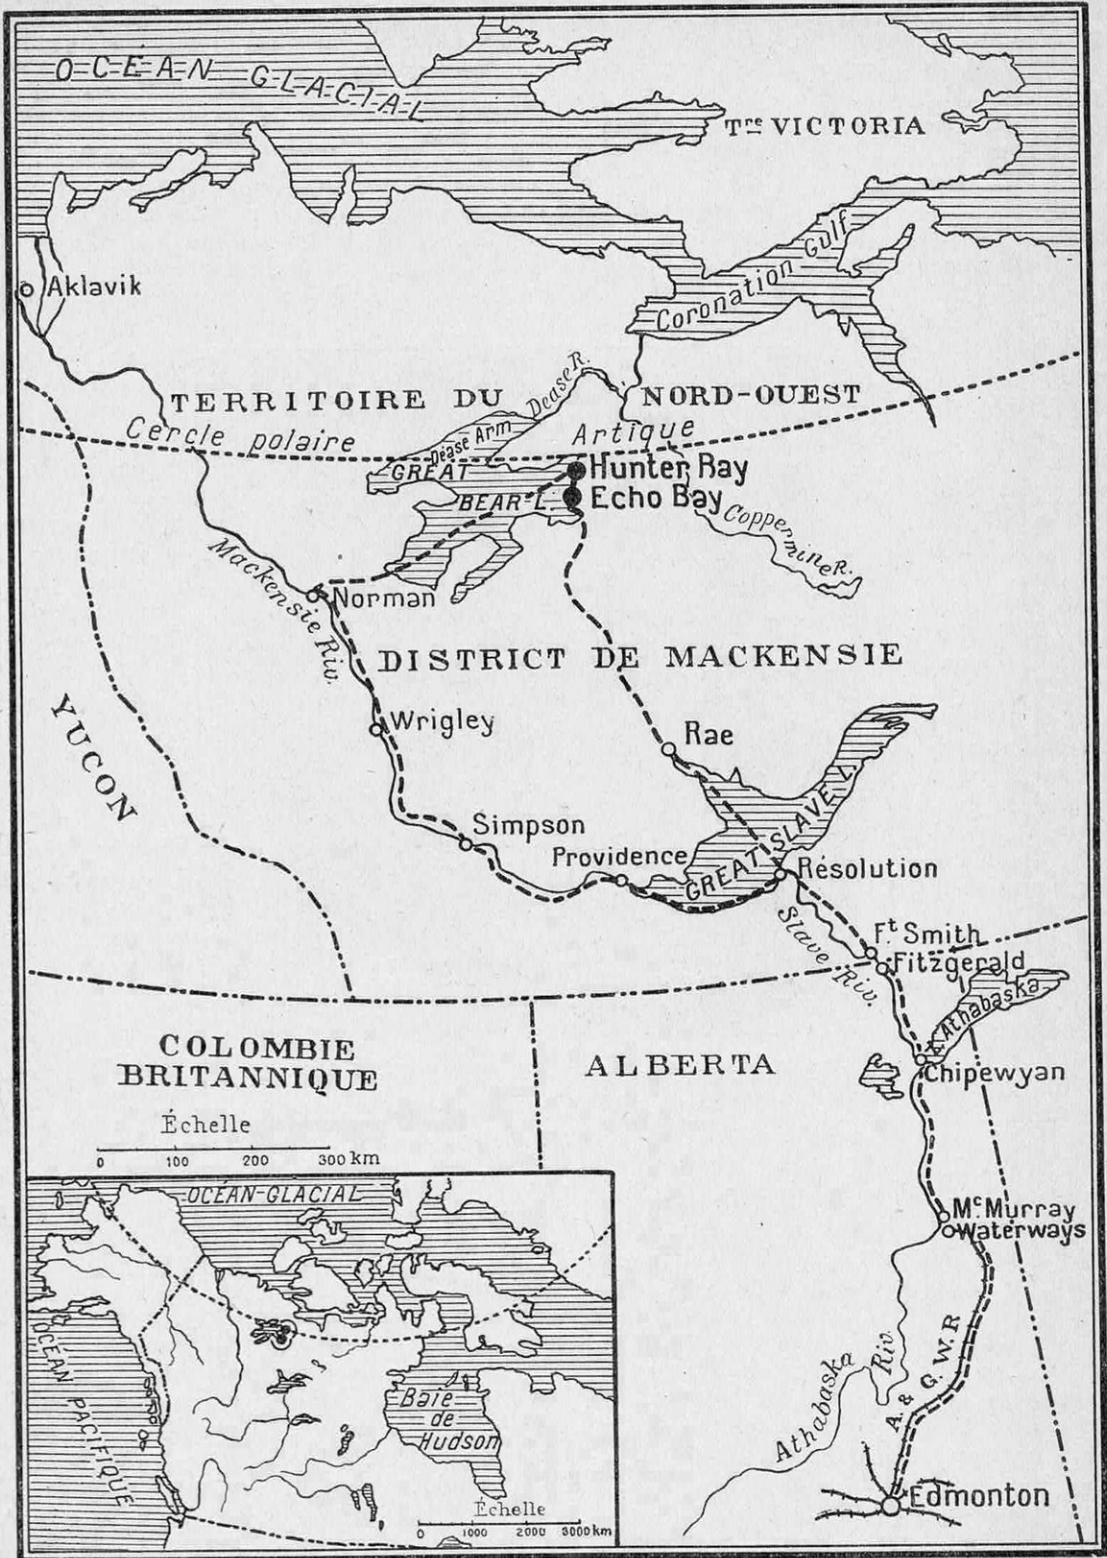 OCÉAN GLACIAL
Tre VICTORIA
Coronation Gulf
Aklavik
Dease R.
TERRITOIRE DU NORD-OUEST
Cercle polaire Artique
Dease Arm
GREAT BEAR L.
Hunter Bay
Echo Bay
Coppermine R.
Mackensie Riv.
Norman
DISTRICT DE MACKENSIE
YUCON
Wrigley
Rae
Simpson
Providence
GREAT SLAVE L.
Résolution
Slave Riv.
Ft Smith
Fitzgerald
L. Athabaska
COLOMBIE
BRITANNIQUE
ALBERTA
Chipewyan
Échelle
0 100 200 300 km
Mc Murray
Waterways
OCÉAN-GLACIAL
OCÉAN PACIFIQUE
Baie
de
Hudson
Échelle
0 1000 2000 3000 km
Athabaska Riv.
A. & G. W. R
Edmonton